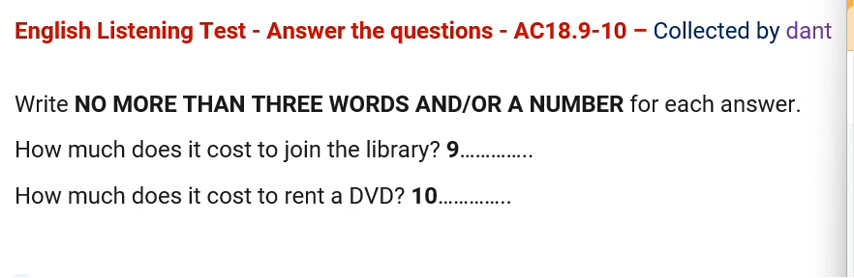 English Listening Test - Answer the questions - AC18.9-10 – Collected by dant
Write NO MORE THAN THREE WORDS AND/OR A NUMBER for each answer.
How much does it cost to join the library? 9…………..
How much does it cost to rent a DVD? 10…………..